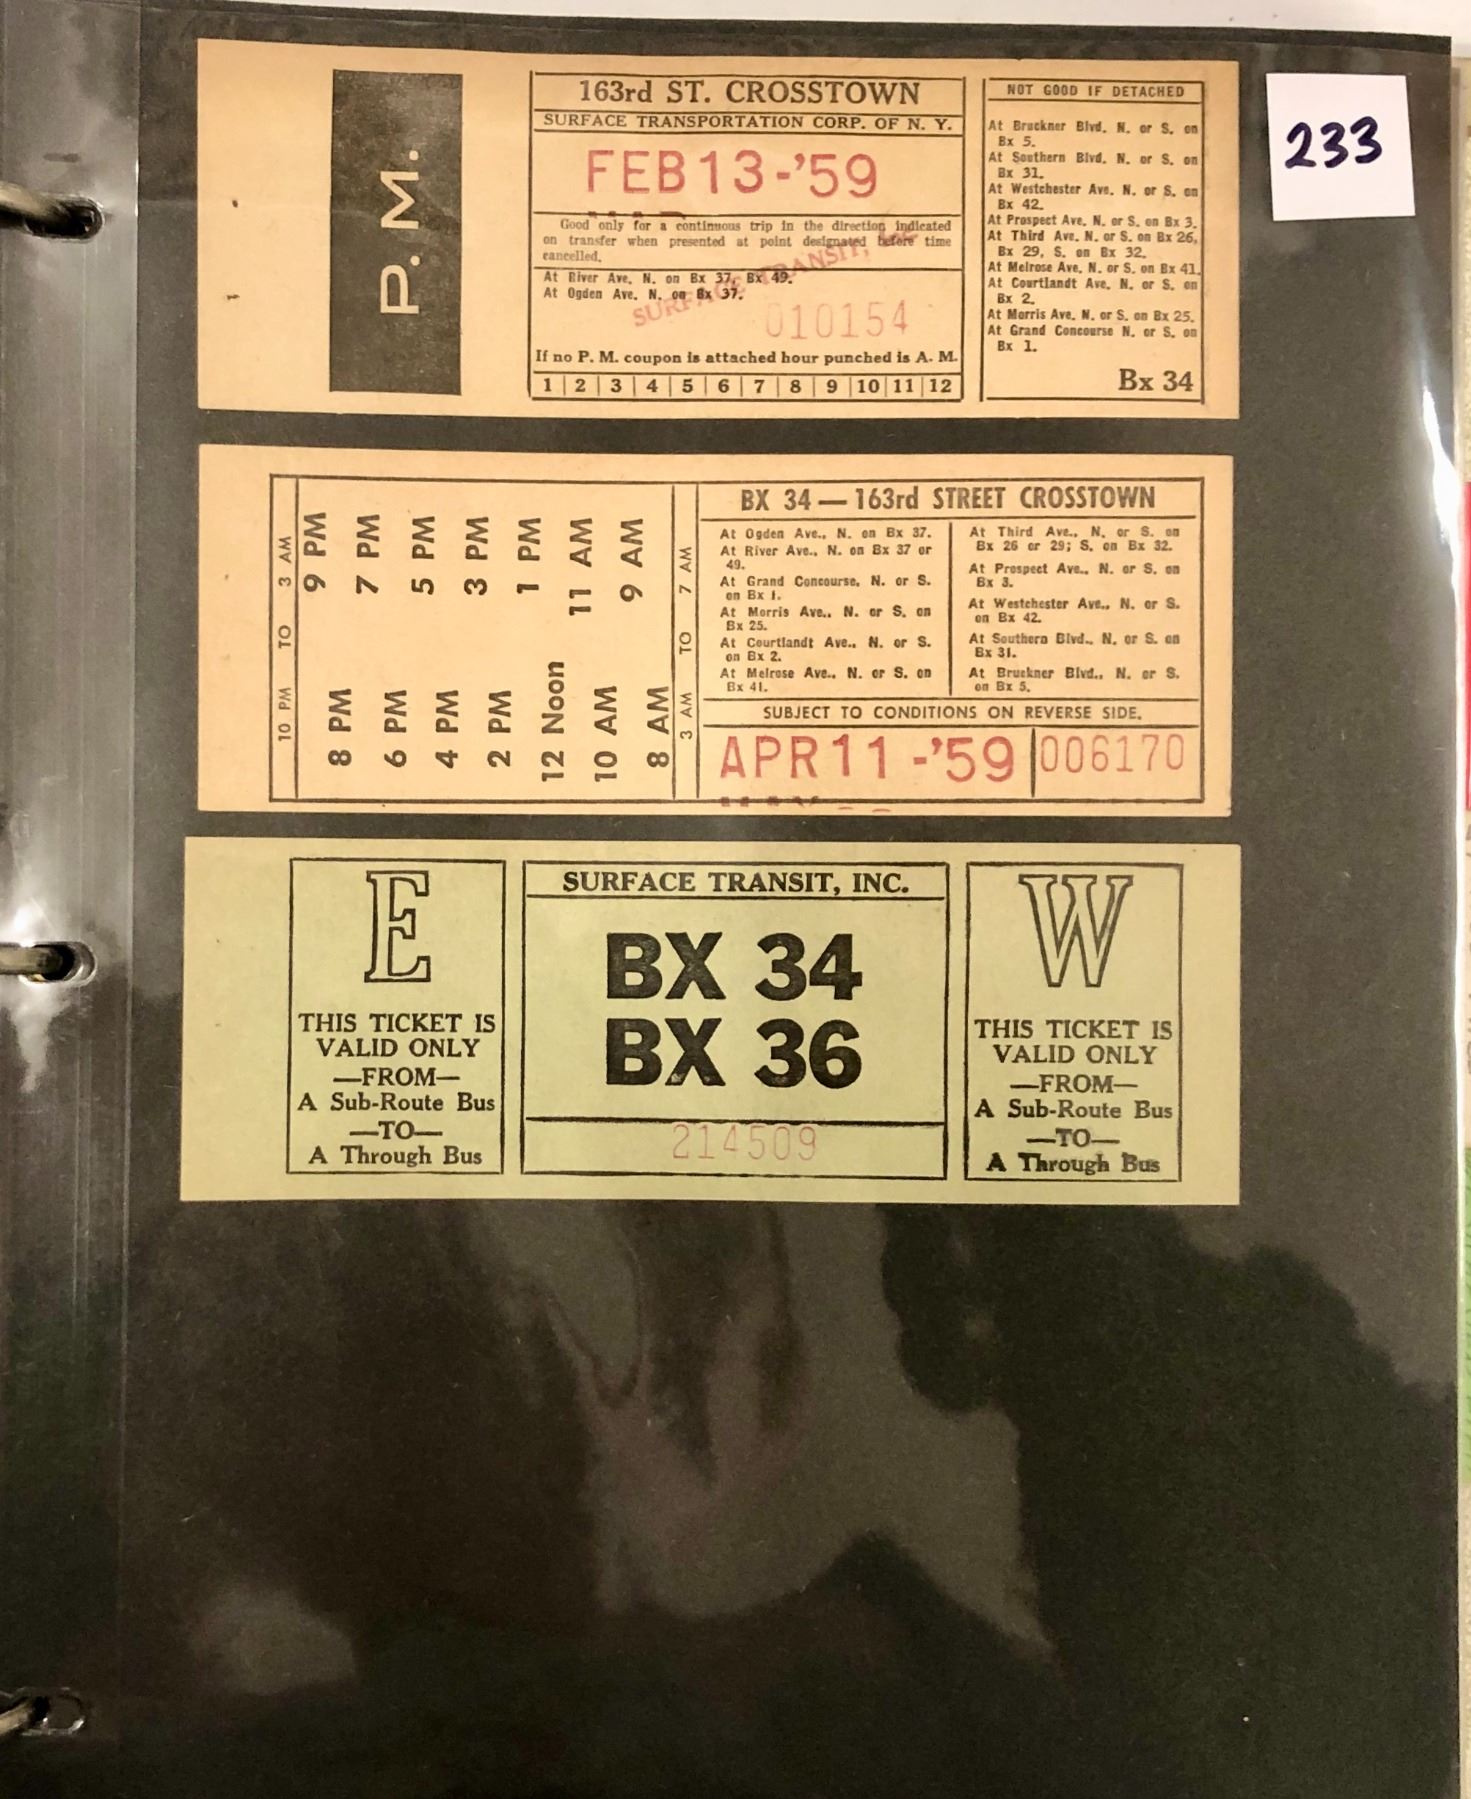 233
P. M.
163rd ST. CROSSTOWN
SURFACE TRANSPORTATION CORP. OF N. Y.
FEB 13-'59
Good only for a continuous trip in the direction indicated
on transfer when presented at point designated before time
cancelled.
At River Ave. N. on Bx 37, Bx 49.
At Ogden Ave. N. on Bx 37.
SURFACE TRANSIT, Inc
010154
If no P. M. coupon is attached hour punched is A. M.
1 | 2 | 3 | 4 | 5 | 6 | 7 | 8 | 9 | 10 | 11 | 12
NOT GOOD IF DETACHED
At Bruckner Blvd. N. or S. on
Bx 5.
At Southern Blvd. N. or S. on
Bx 31.
At Westchester Ave. N. or S. on
Bx 42.
At Prospect Ave. N. or S. on Bx 3.
At Third Ave. N. or S. on Bx 26,
Bx 29, S. on Bx 32.
At Melrose Ave. N. or S. on Bx 41.
At Courtlandt Ave. N. or S. on
Bx 2.
At Morris Ave. N. or S. on Bx 25.
At Grand Concourse N. or S. on
Bx 1.
Bx 34
10 PM TO 3 AM
9 PM
8 PM
7 PM
6 PM
5 PM
4 PM
3 PM
2 PM
1 PM
12 Noon
11 AM
10 AM
9 AM
8 AM
3 AM TO 7 AM
BX 34 — 163rd STREET CROSSTOWN
At Ogden Ave., N. on Bx 37.
At River Ave., N. on Bx 37 or
49.
At Grand Concourse, N. or S.
on Bx 1.
At Morris Ave., N. or S. on
Bx 25.
At Courtlandt Ave., N. or S.
on Bx 2.
At Melrose Ave., N. or S. on
Bx 41.
At Third Ave., N. or S. on
Bx 26 or 29; S. on Bx 32.
At Prospect Ave., N. or S. on
Bx 3.
At Westchester Ave., N. or S.
on Bx 42.
At Southern Blvd., N. or S. on
Bx 31.
At Bruckner Blvd., N. or S.
on Bx 5.
SUBJECT TO CONDITIONS ON REVERSE SIDE.
APR 11-'59
006170
E
THIS TICKET IS
VALID ONLY
—FROM—
A Sub-Route Bus
—TO—
A Through Bus
SURFACE TRANSIT, INC.
BX 34
BX 36
214509
W
THIS TICKET IS
VALID ONLY
—FROM—
A Sub-Route Bus
—TO—
A Through Bus